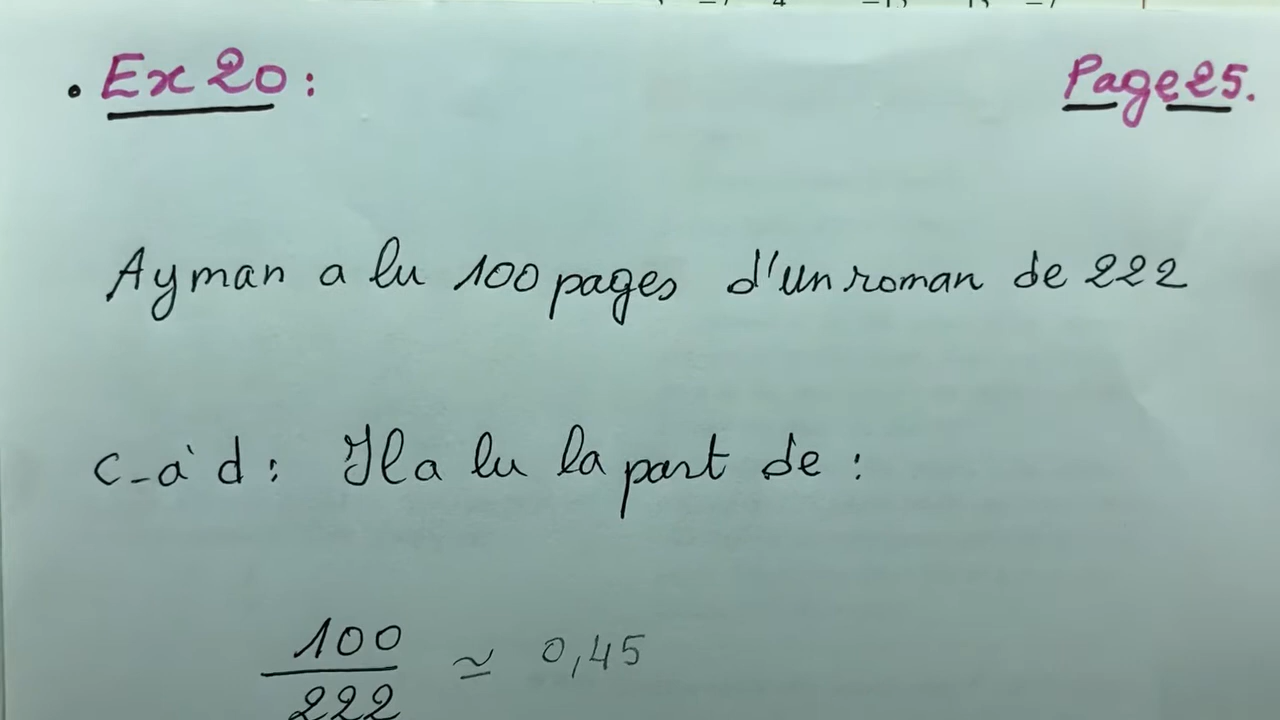 . Ex 20 : Page 25.
Ayman a lu 100 pages d'un roman de 222
c-à d : Il a lu la part de :
100
222 ≃ 0,45